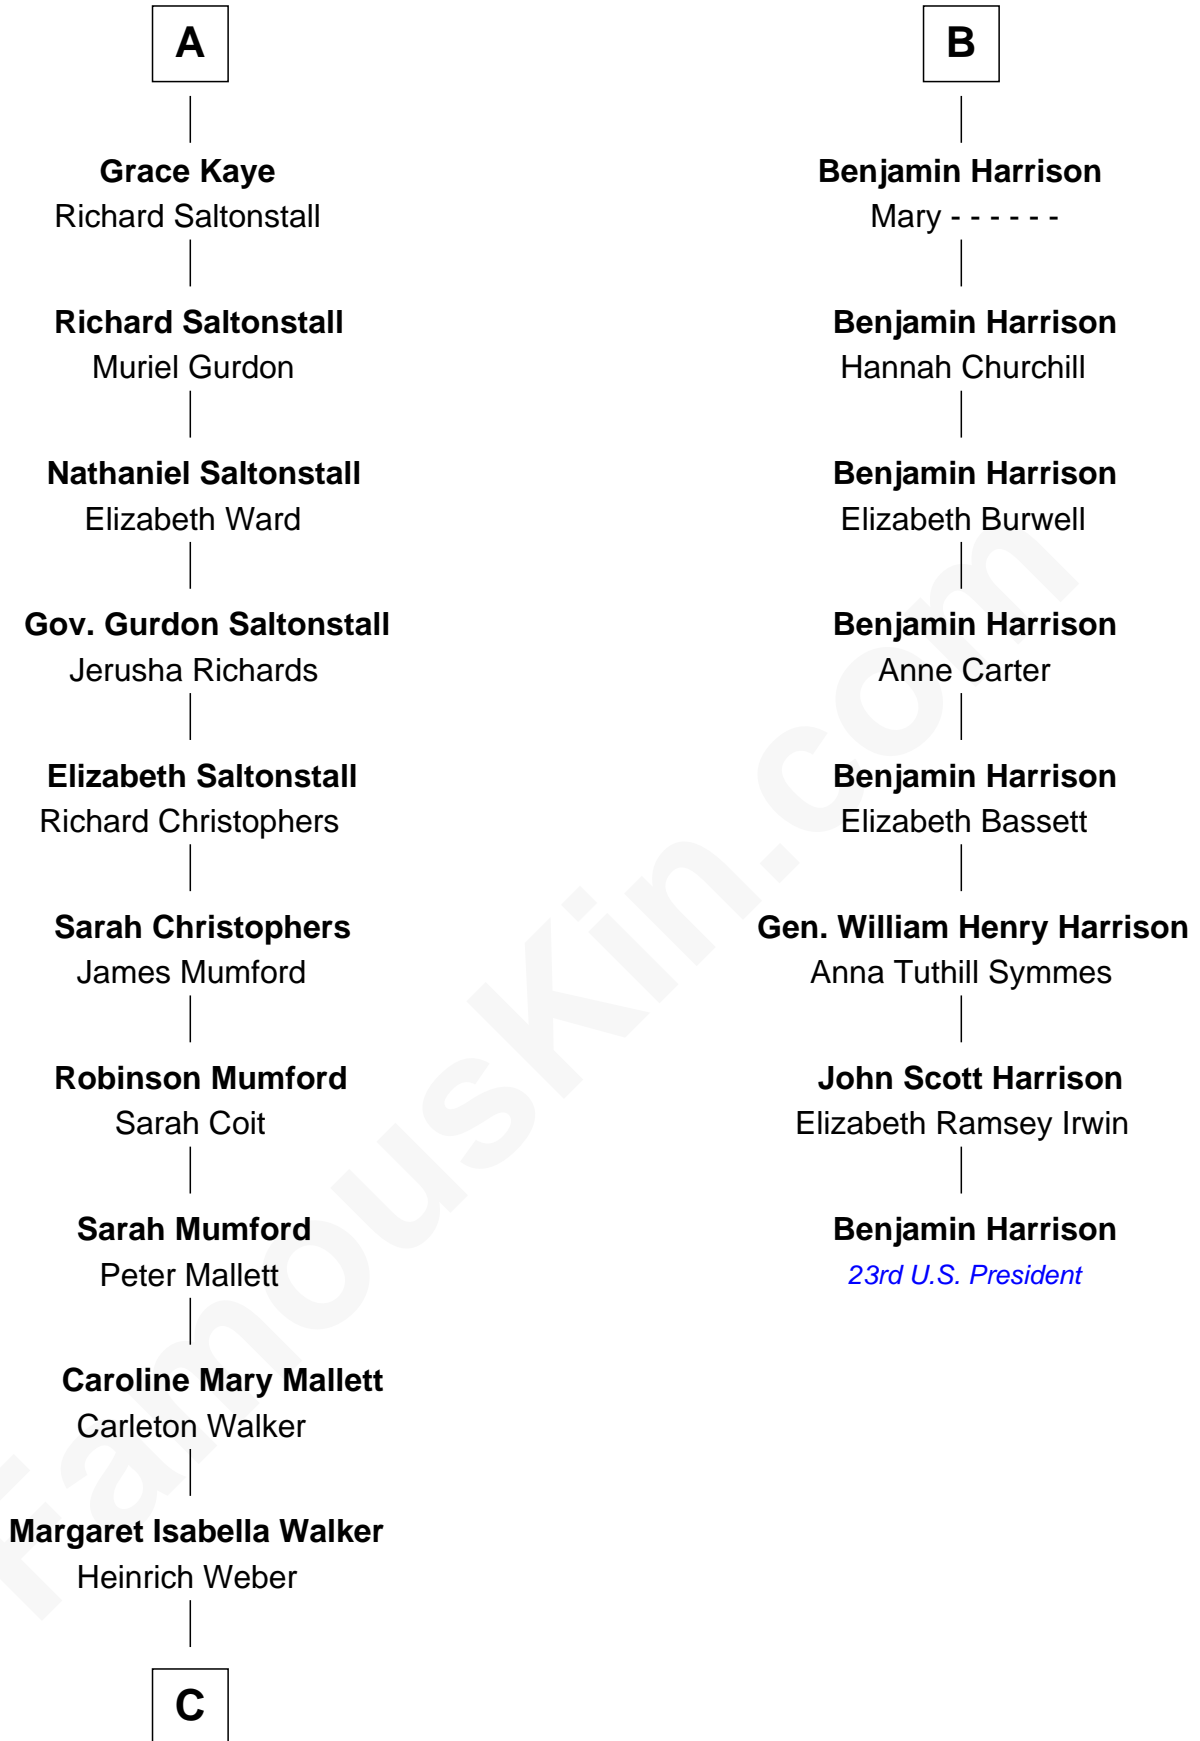 A
Grace Kaye
Richard Saltonstall
Richard Saltonstall
Muriel Gurdon
Nathaniel Saltonstall
Elizabeth Ward
Gov. Gurdon Saltonstall
Jerusha Richards
Elizabeth Saltonstall
Richard Christophers
Sarah Christophers
James Mumford
Robinson Mumford
Sarah Coit
Sarah Mumford
Peter Mallett
Caroline Mary Mallett
Carleton Walker
Margaret Isabella Walker
Heinrich Weber
C
B
Benjamin Harrison
Mary - - - - - -
Benjamin Harrison
Hannah Churchill
Benjamin Harrison
Elizabeth Burwell
Benjamin Harrison
Anne Carter
Benjamin Harrison
Elizabeth Bassett
Gen. William Henry Harrison
Anna Tuthill Symmes
John Scott Harrison
Elizabeth Ramsey Irwin
Benjamin Harrison
23rd U.S. President
FamousKin.com